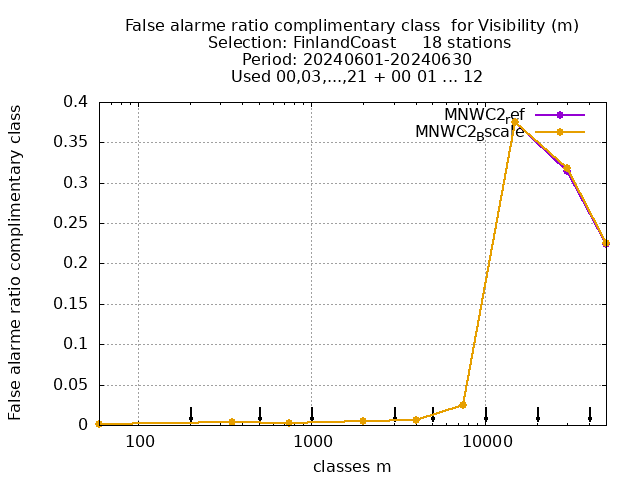 False alarme ratio complimentary class  for Visibility (m)
Selection: FinlandCoast     18 stations
Period: 20240601-20240630
Used 00,03,...,21 + 00 01 ... 12
MNWC2ref
MNWC2Bscale
False alarme ratio complimentary class
0.4
0.35
0.3
0.25
0.2
0.15
0.1
0.05
0
100 1000 10000
classes m